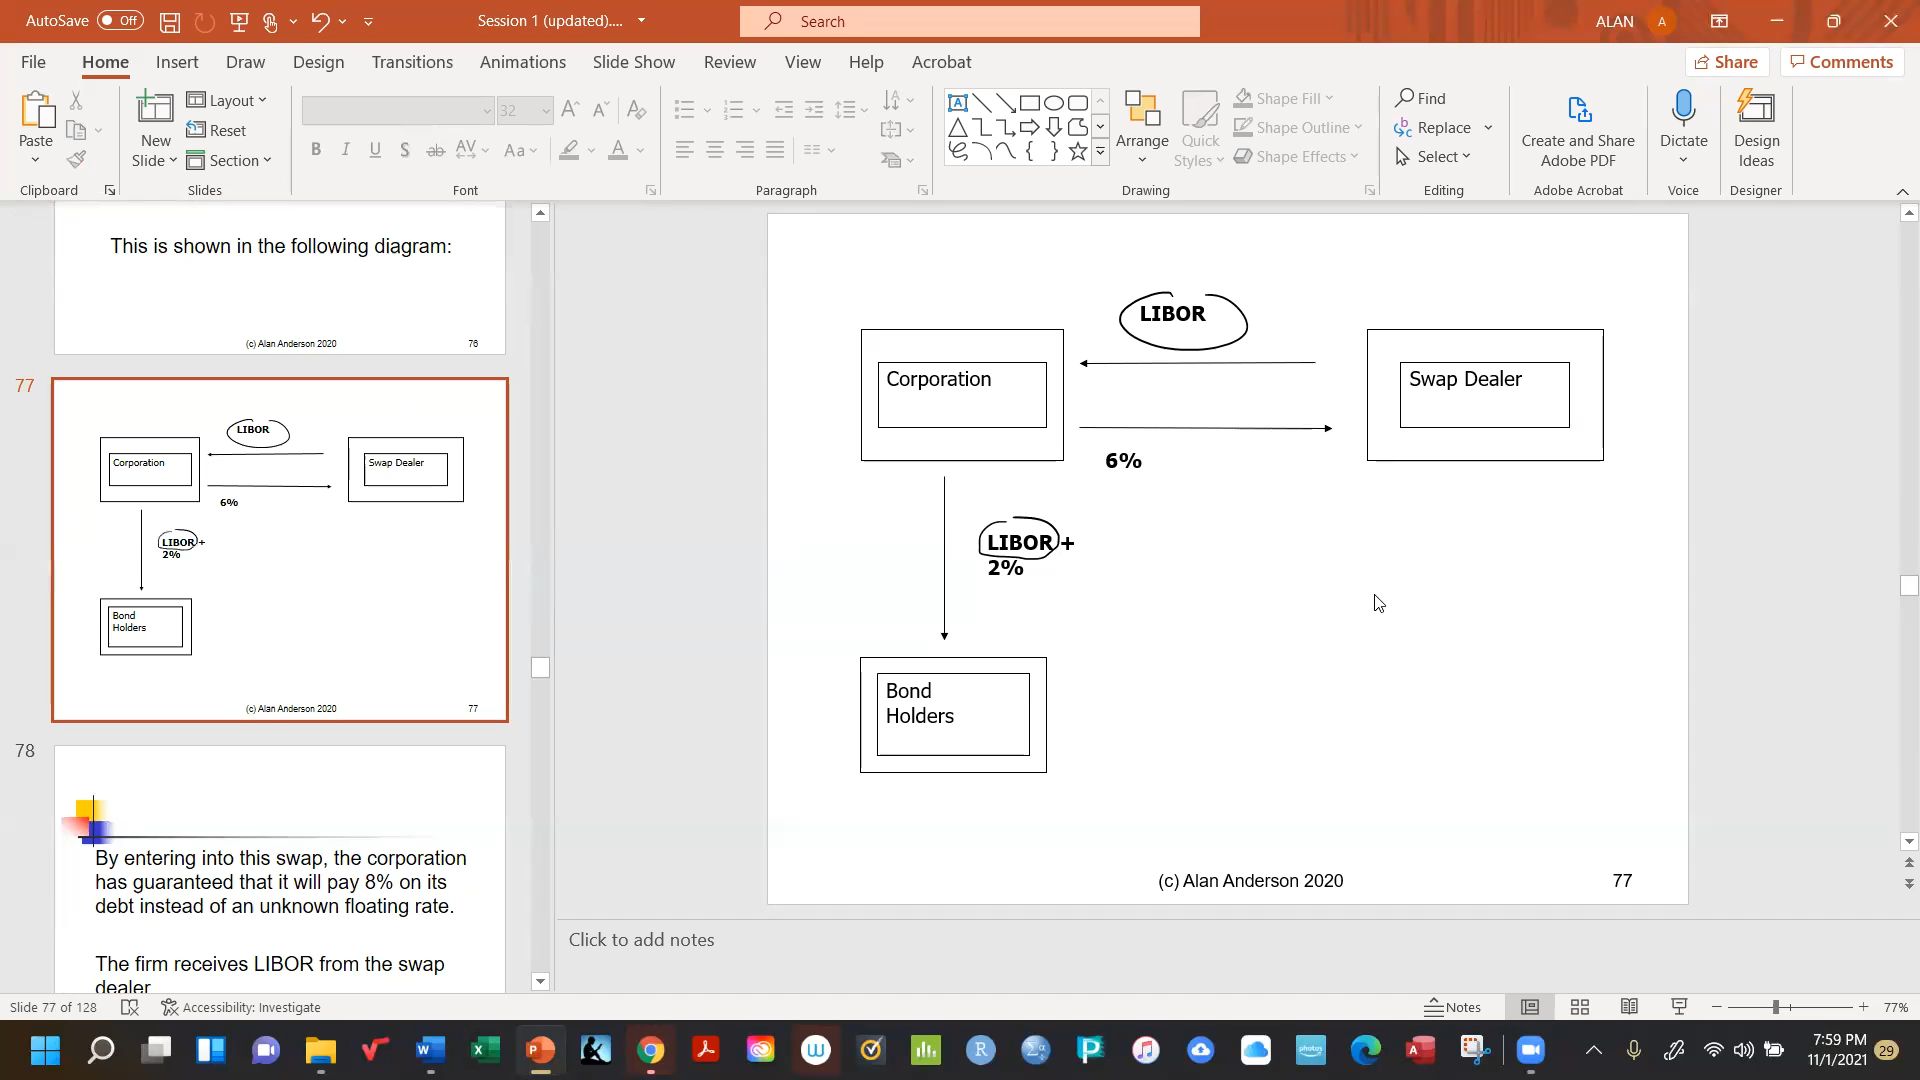 AutoSave Off
Session 1 (updated)....
Search
ALAN A
File Home Insert Draw Design Transitions Animations Slide Show Review View Help Acrobat
Share Comments
Paste
New Slide
Layout
Reset
Section
32
Shape Fill
Shape Outline
Shape Effects
Arrange
Quick Styles
Find
Replace
Select
Create and Share Adobe PDF
Dictate
Design Ideas
Clipboard Slides Font Paragraph Drawing Editing Adobe Acrobat Voice Designer
This is shown in the following diagram:
(c) Alan Anderson 2020 76
77
LIBOR
Corporation
Swap Dealer
6%
LIBOR+
2%
Bond
Holders
(c) Alan Anderson 2020 77
78
By entering into this swap, the corporation
has guaranteed that it will pay 8% on its
debt instead of an unknown floating rate.
The firm receives LIBOR from the swap
dealer
LIBOR
Corporation
Swap Dealer
6%
LIBOR+
2%
Bond
Holders
(c) Alan Anderson 2020 77
Click to add notes
Slide 77 of 128 Accessibility: Investigate Notes 77%
7:59 PM
11/1/2021 29